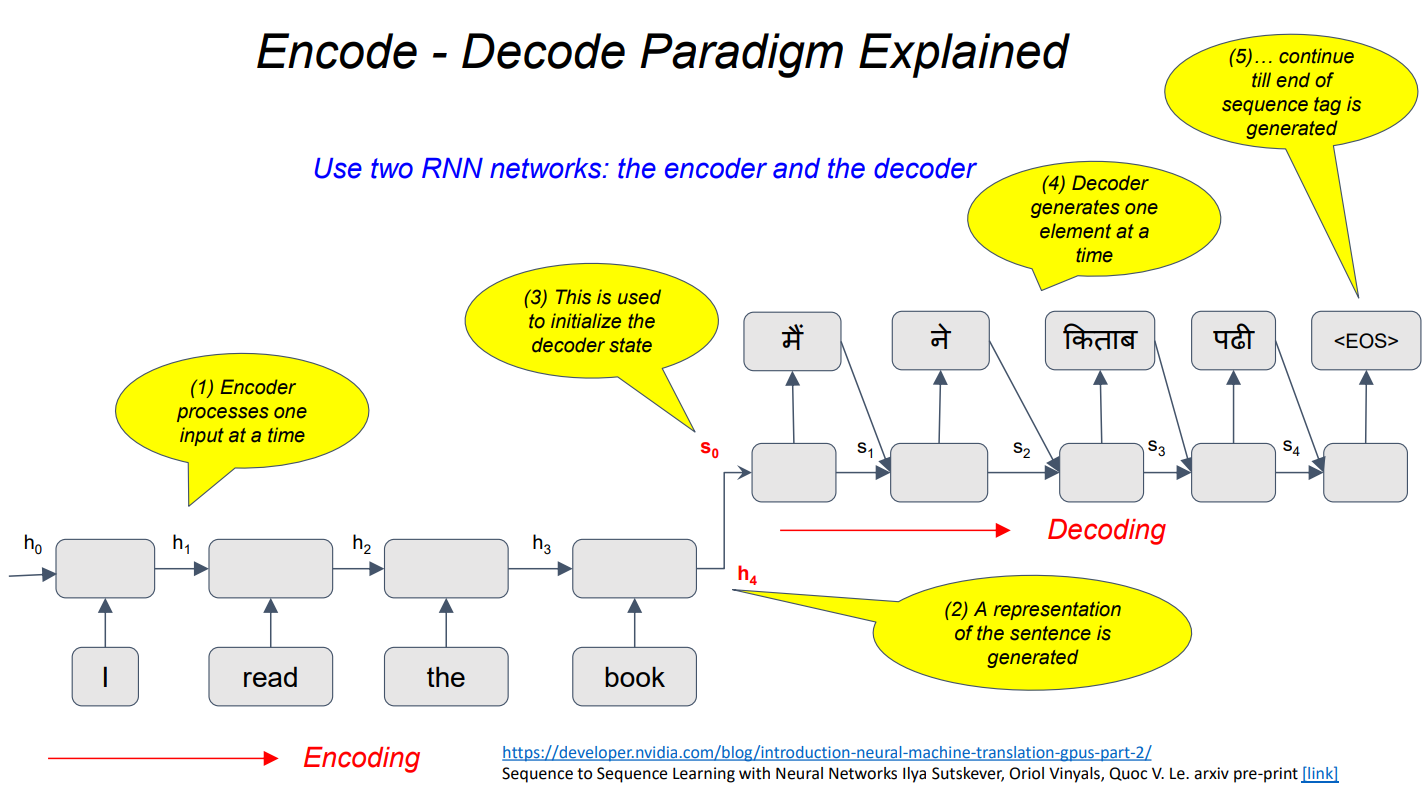 Encode - Decode Paradigm Explained
Use two RNN networks: the encoder and the decoder
(5)… continue
till end of
sequence tag is
generated
(4) Decoder
generates one
element at a
time
(3) This is used
to initialize the
decoder state
(1) Encoder
processes one
input at a time
मैं
ने
किताब
पढी
<EOS>
s0
s1
s2
s3
s4
Decoding
h0
h1
h2
h3
h4
(2) A representation
of the sentence is
generated
I
read
the
book
Encoding
https://developer.nvidia.com/blog/introduction-neural-machine-translation-gpus-part-2/
Sequence to Sequence Learning with Neural Networks Ilya Sutskever, Oriol Vinyals, Quoc V. Le. arxiv pre-print [link]